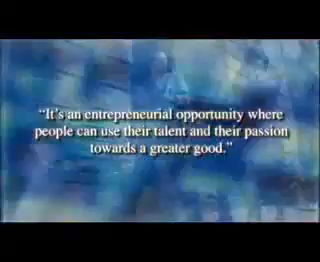 “It's an entrepreneurial opportunity where
people can use their talent and their passion
towards a greater good.”